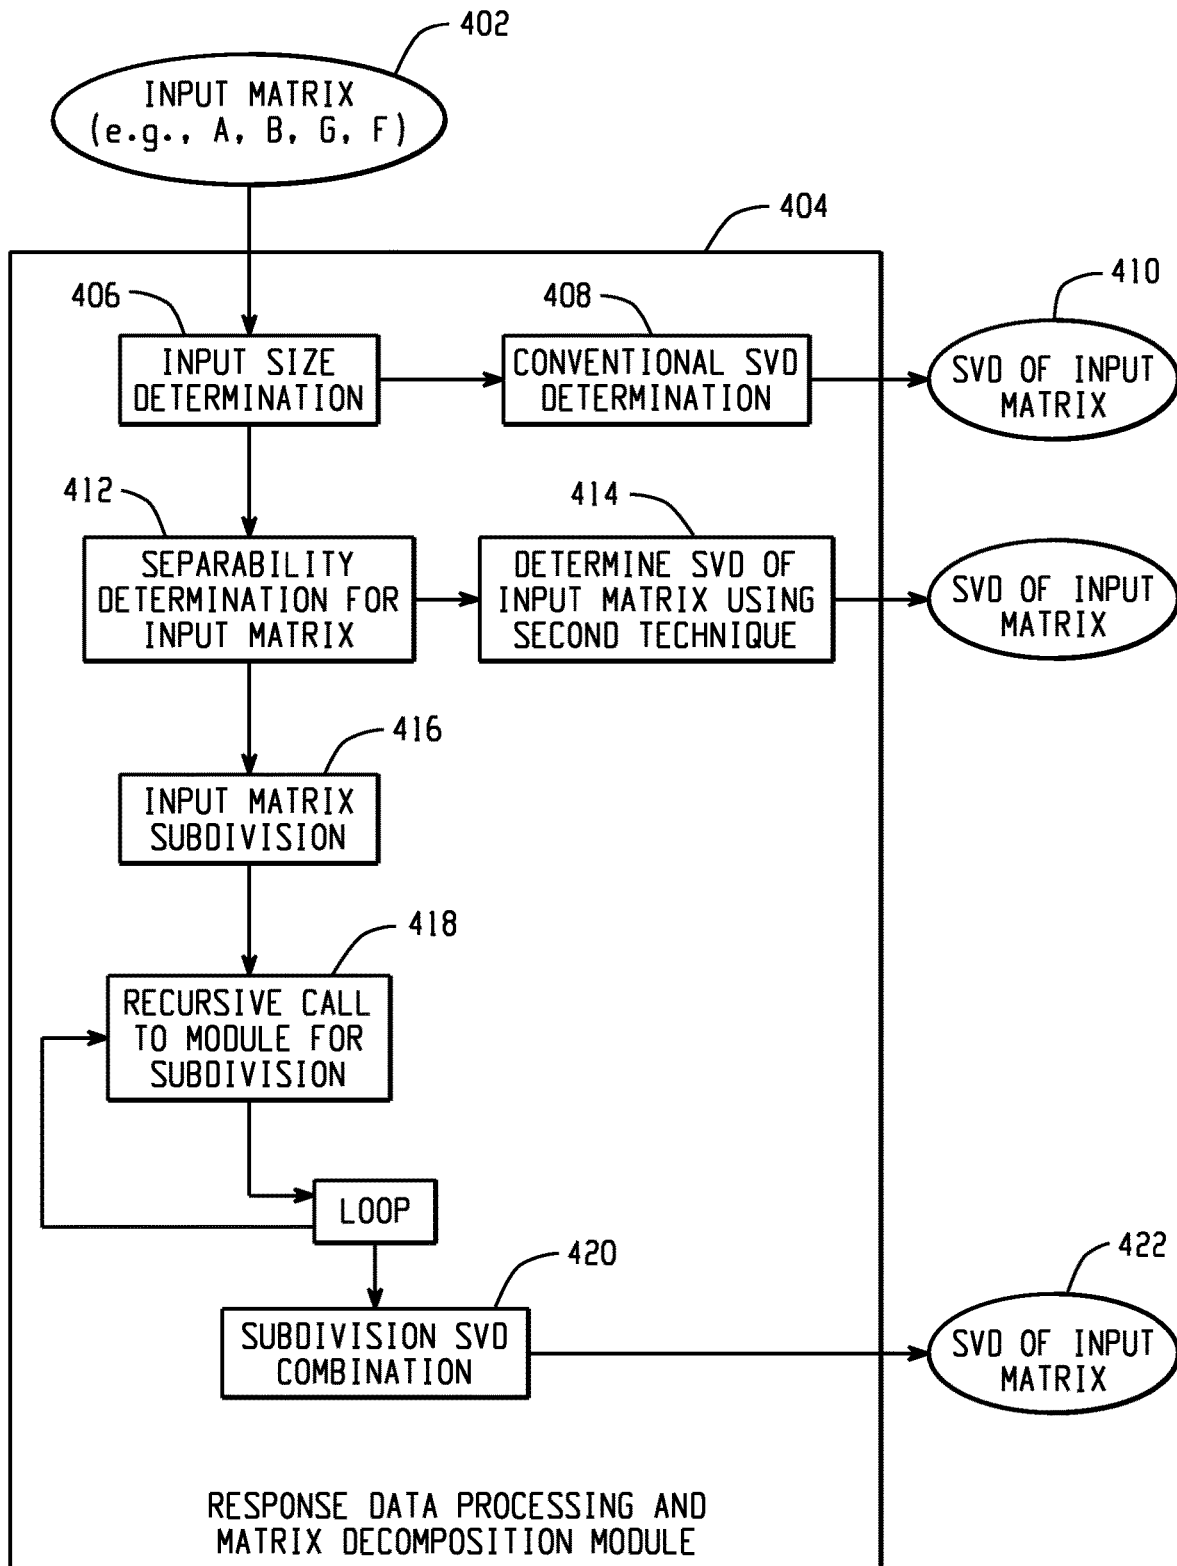 402
INPUT MATRIX
(e.g., A, B, G, F)
404
406
INPUT SIZE
DETERMINATION
408
CONVENTIONAL SVD
DETERMINATION
410
SVD OF INPUT
MATRIX
412
SEPARABILITY
DETERMINATION FOR
INPUT MATRIX
414
DETERMINE SVD OF
INPUT MATRIX USING
SECOND TECHNIQUE
SVD OF INPUT
MATRIX
416
INPUT MATRIX
SUBDIVISION
418
RECURSIVE CALL
TO MODULE FOR
SUBDIVISION
LOOP
420
SUBDIVISION SVD
COMBINATION
422
SVD OF INPUT
MATRIX
RESPONSE DATA PROCESSING AND
MATRIX DECOMPOSITION MODULE